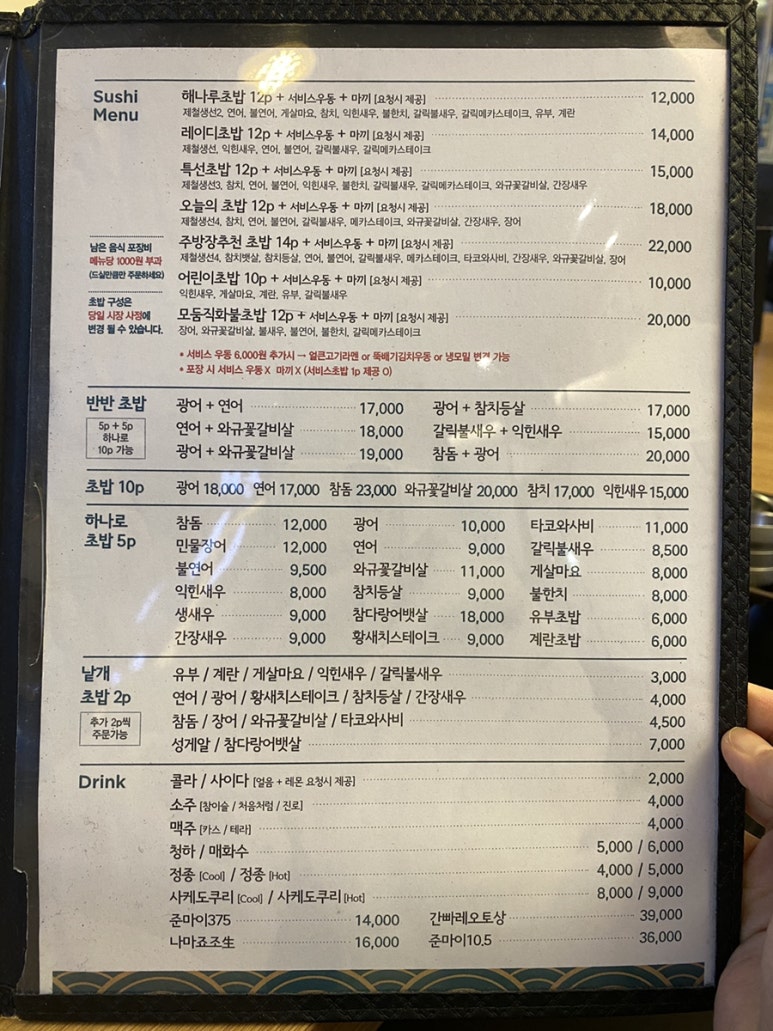 Sushi
Menu
해나루초밥 12p + 서비스우동 + 마끼 [요청시 제공] 12,000
제철생선2, 연어, 불연어, 게살마요, 참치, 익힌새우, 불한치, 갈릭불새우, 갈릭메카스테이크, 유부, 계란
레이디초밥 12p + 서비스우동 + 마끼 [요청시 제공] 14,000
제철생선, 익힌새우, 연어, 불연어, 갈릭불새우, 갈릭메카스테이크
특선초밥 12p + 서비스우동 + 마끼 [요청시 제공] 15,000
제철생선3, 참치, 연어, 불연어, 익힌새우, 불한치, 갈릭불새우, 갈릭메카스테이크, 와규꽃갈비살, 간장새우
오늘의 초밥 12p + 서비스우동 + 마끼 [요청시 제공] 18,000
제철생선4, 참치, 연어, 불연어, 갈릭불새우, 메카스테이크, 와규꽃갈비살, 간장새우, 장어
주방장추천 초밥 14p + 서비스우동 + 마끼 [요청시 제공] 22,000
제철생선4, 참치뱃살, 참치등살, 연어, 불연어, 갈릭불새우, 메카스테이크, 타코와사비, 간장새우, 와규꽃갈비살, 장어
어린이초밥 10p + 서비스우동 + 마끼 [요청시 제공] 10,000
익힌새우, 게살마요, 계란, 유부, 갈릭불새우
모둠직화불초밥 12p + 서비스우동 + 마끼 [요청시 제공] 20,000
장어, 와규꽃갈비살, 불새우, 불연어, 불한치, 갈릭메카스테이크
남은 음식 포장비
메뉴당 1000원 부과
(드실만큼만 주문하세요)
초밥 구성은
당일 시장 사정에
변경 될 수 있습니다.
* 서비스 우동 6,000원 추가시 → 얼큰고기라멘 or 뚝배기김치우동 or 냉모밀 변경 가능
* 포장 시 서비스 우동 X 마끼 X (서비스초밥 1p 제공 O)
반반 초밥
5p + 5p
하나로
10p 가능
광어 + 연어 17,000 광어 + 참치등살 17,000
연어 + 와규꽃갈비살 18,000 갈릭불새우 + 익힌새우 15,000
광어 + 와규꽃갈비살 19,000 참돔 + 광어 20,000
초밥 10p 광어 18,000 연어 17,000 참돔 23,000 와규꽃갈비살 20,000 참치 17,000 익힌새우 15,000
하나로
초밥 5p
참돔 12,000 광어 10,000 타코와사비 11,000
민물장어 12,000 연어 9,000 갈릭불새우 8,500
불연어 9,500 와규꽃갈비살 11,000 게살마요 8,000
익힌새우 8,000 참치등살 9,000 불한치 8,000
생새우 9,000 참다랑어뱃살 18,000 유부초밥 6,000
간장새우 9,000 황새치스테이크 9,000 계란초밥 6,000
낱개
초밥 2p
추가 2p씩
주문가능
유부 / 계란 / 게살마요 / 익힌새우 / 갈릭불새우 3,000
연어 / 광어 / 황새치스테이크 / 참치등살 / 간장새우 4,000
참돔 / 장어 / 와규꽃갈비살 / 타코와사비 4,500
성게알 / 참다랑어뱃살 7,000
Drink
콜라 / 사이다 [얼음 + 레몬 요청시 제공] 2,000
소주 [참이슬 / 처음처럼 / 진로] 4,000
맥주 [카스 / 테라] 4,000
청하 / 매화수 5,000 / 6,000
정종 [Cool] / 정종 [Hot] 4,000 / 5,000
사케도쿠리 [Cool] / 사케도쿠리 [Hot] 8,000 / 9,000
준마이375 14,000 간빠레오토상 39,000
나마죠조生 16,000 준마이10.5 36,000